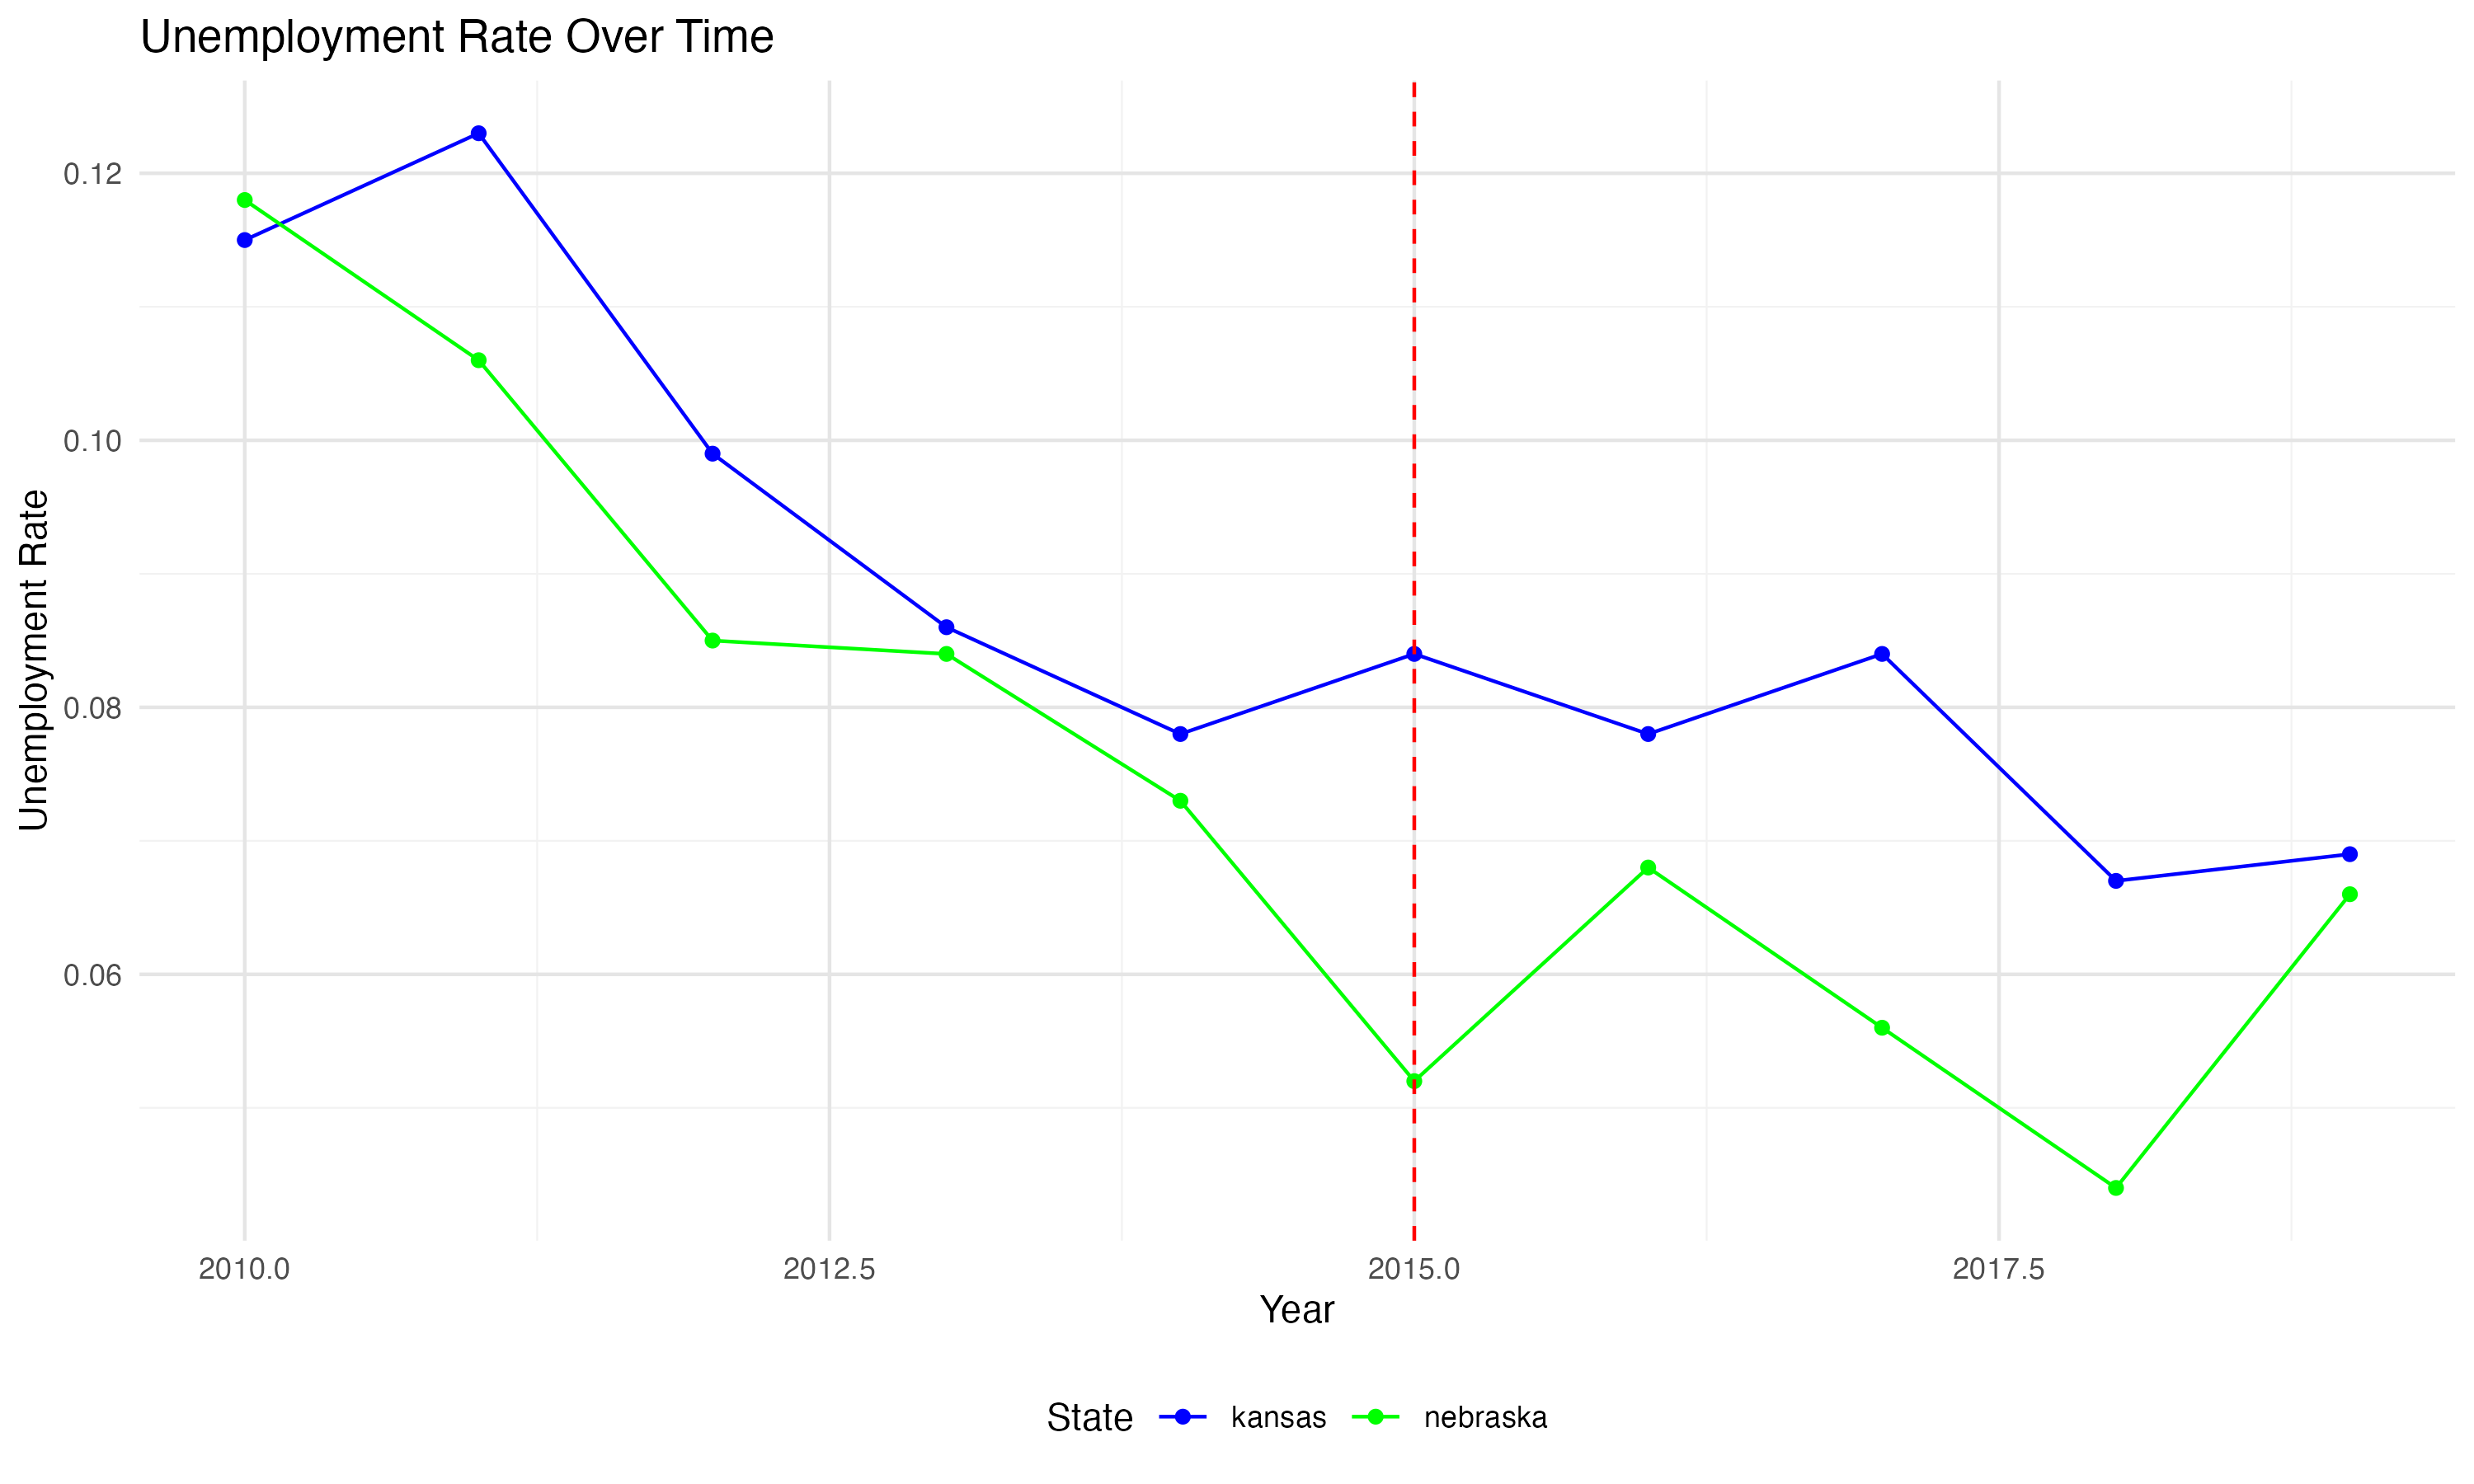 Unemployment Rate Over Time
Unemployment Rate
0.12
0.10
0.08
0.06
2010.0 2012.5 2015.0 2017.5
Year
State kansas nebraska